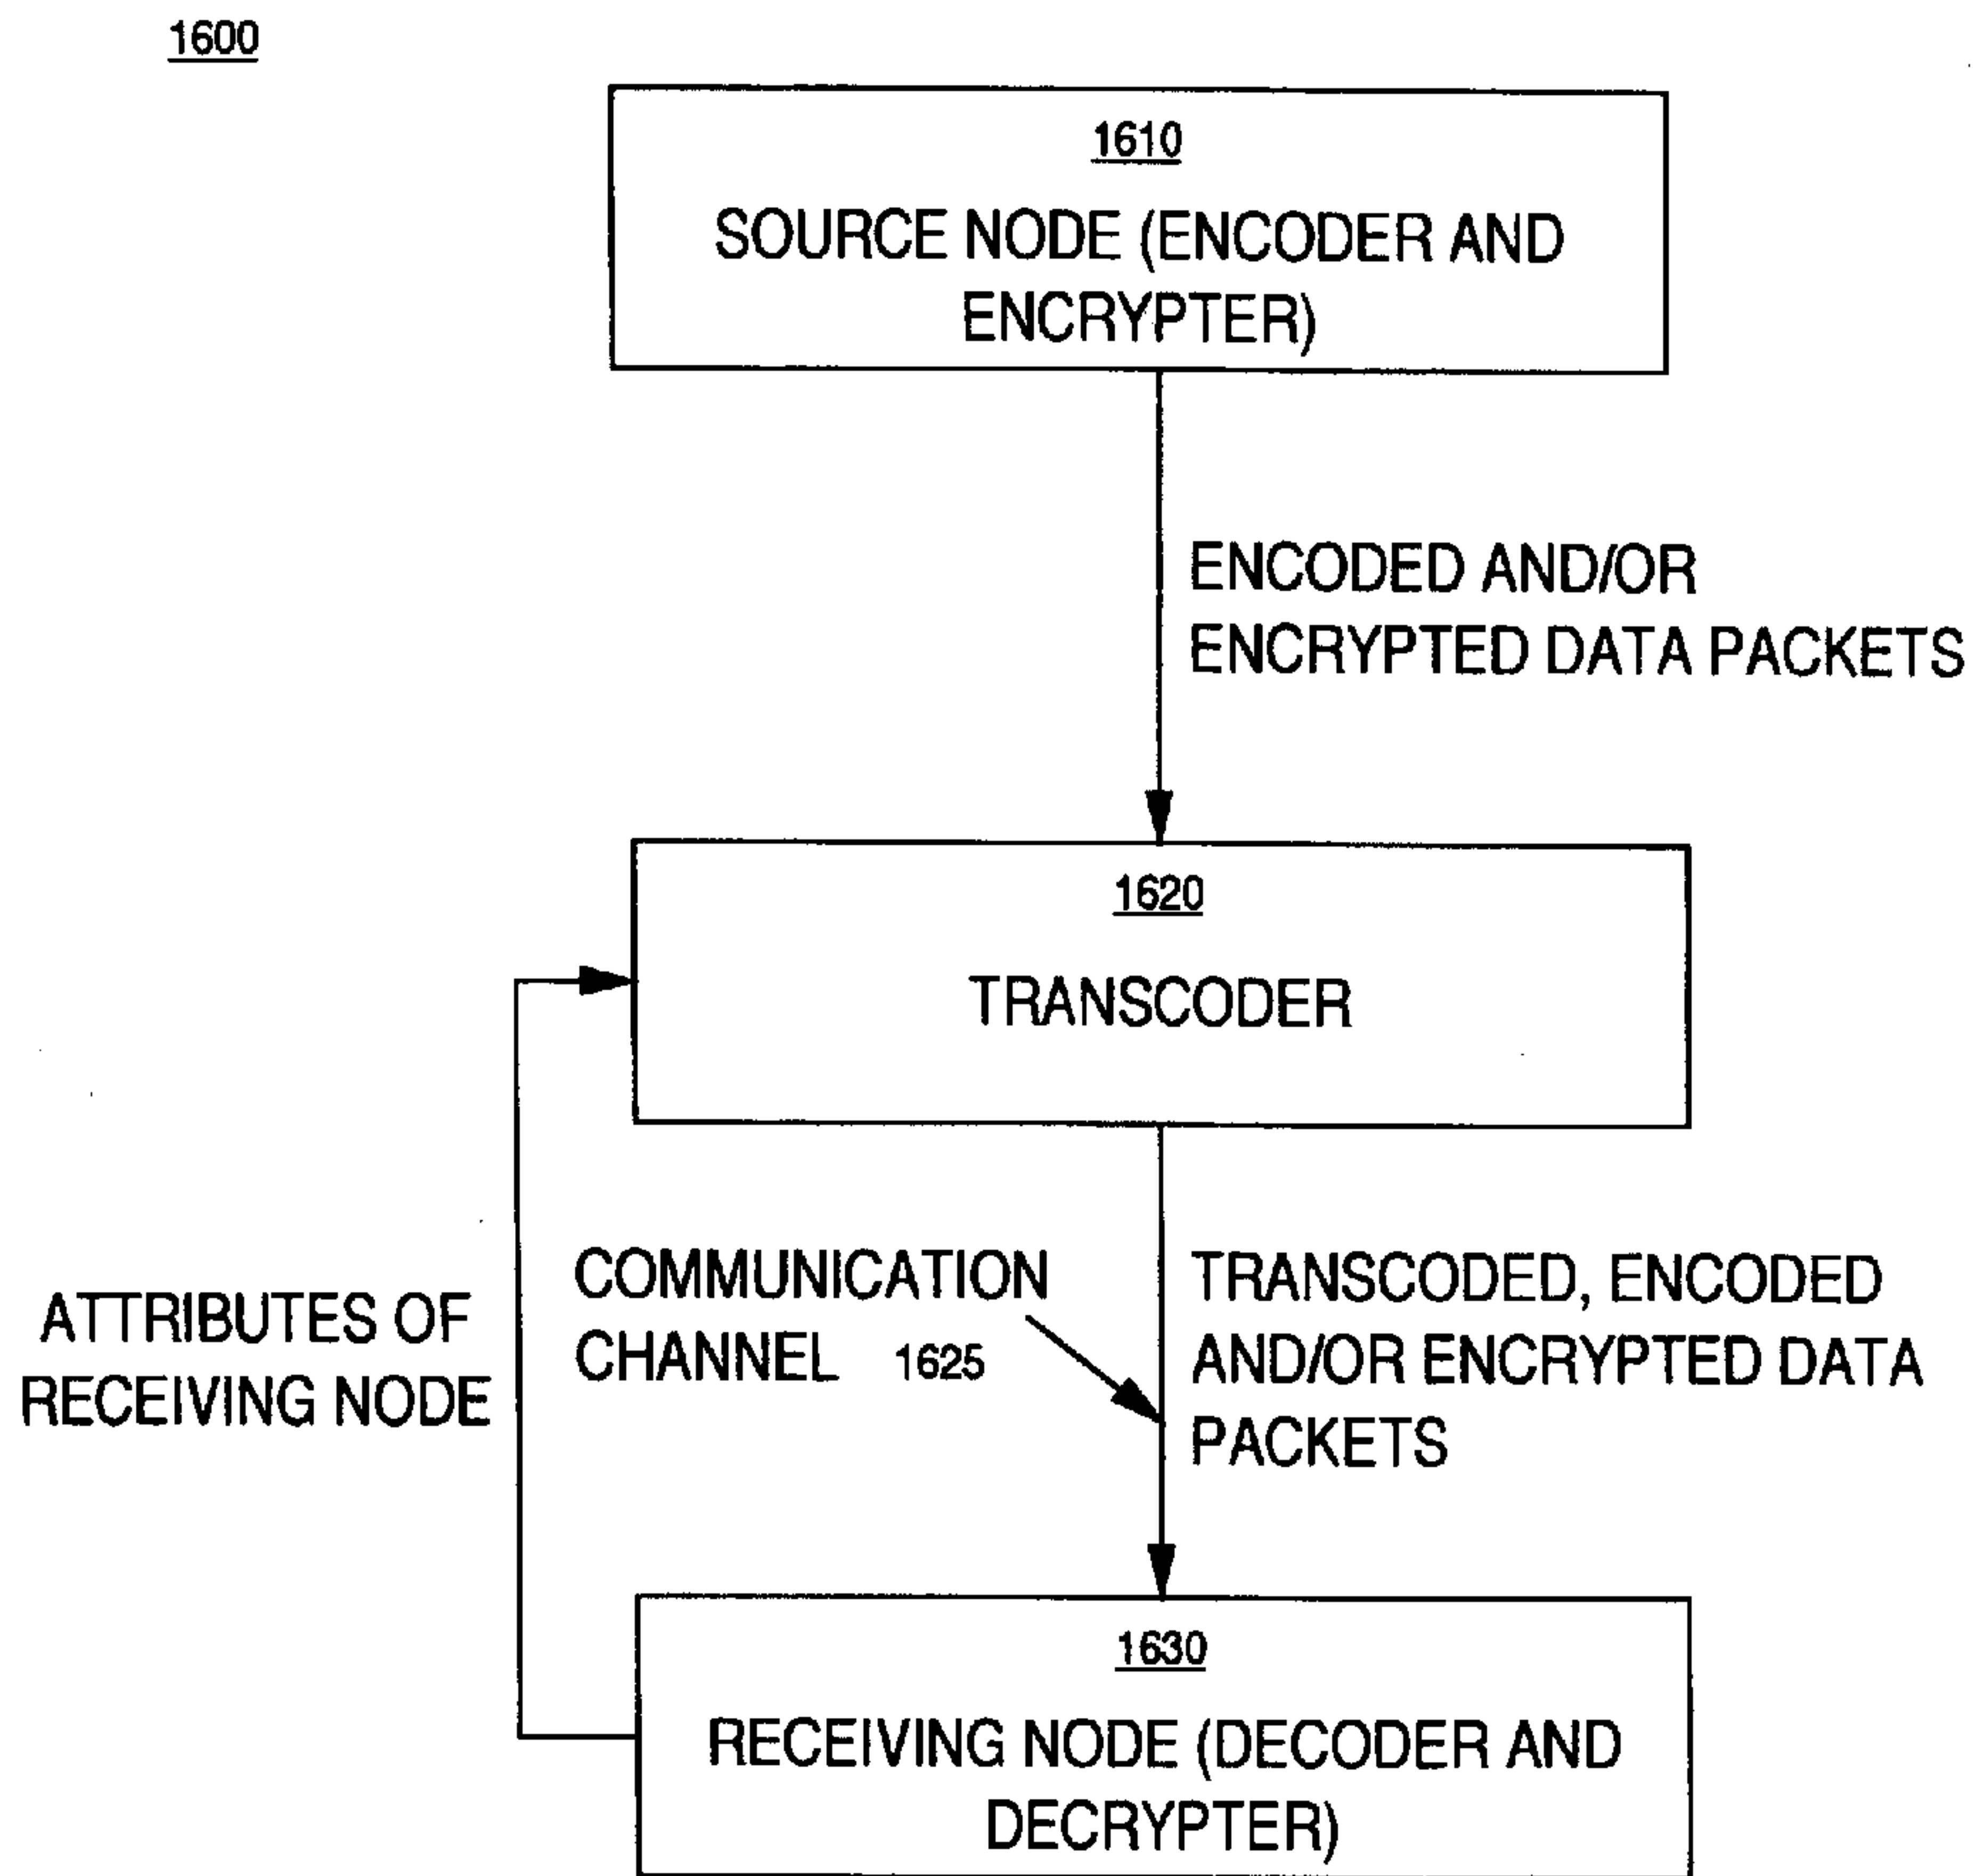 1600
1610
SOURCE NODE (ENCODER AND
ENCRYPTER)
ENCODED AND/OR
ENCRYPTED DATA PACKETS
1620
TRANSCODER
ATTRIBUTES OF
RECEIVING NODE
COMMUNICATION
CHANNEL 1625
TRANSCODED, ENCODED
AND/OR ENCRYPTED DATA
PACKETS
1630
RECEIVING NODE (DECODER AND
DECRYPTER)